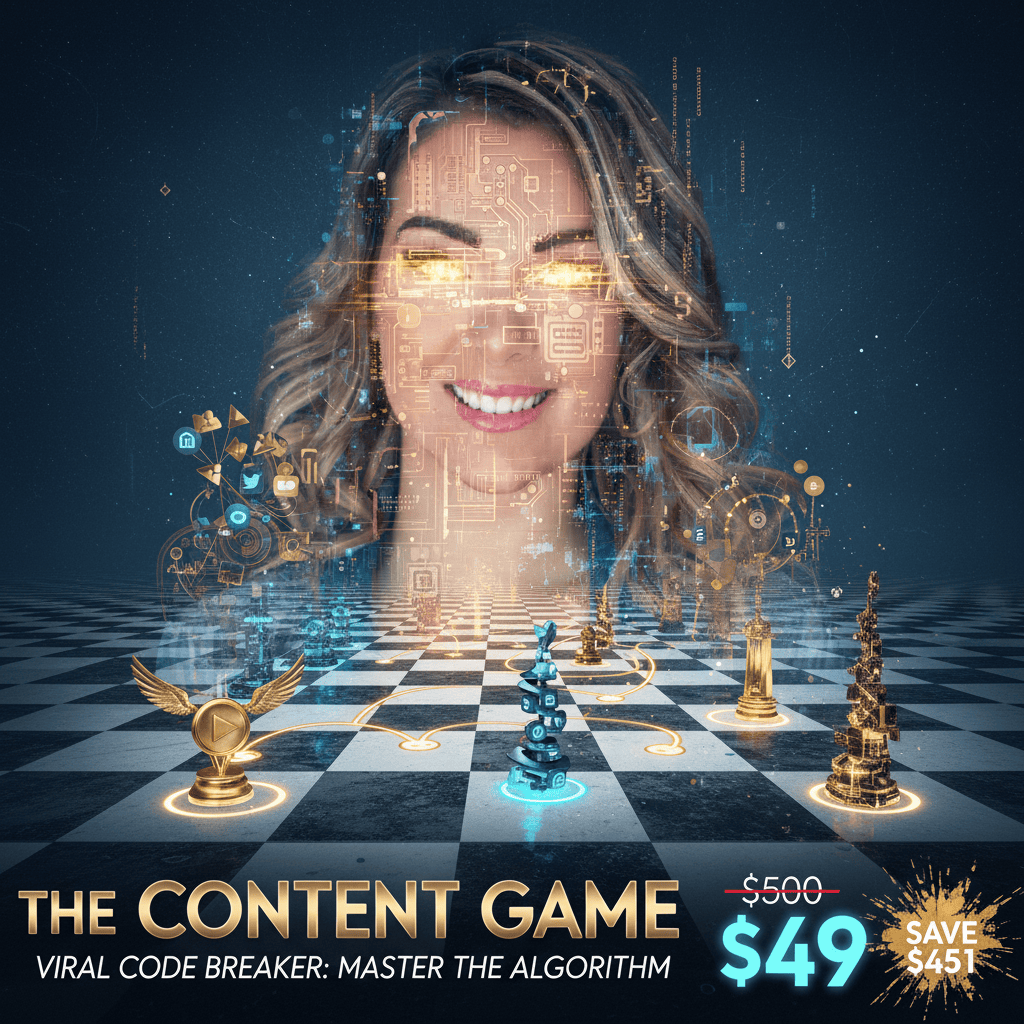 THE CONTENT GAME
VIRAL CODE BREAKER: MASTER THE ALGORITHM
$500
$49
SAVE
$451